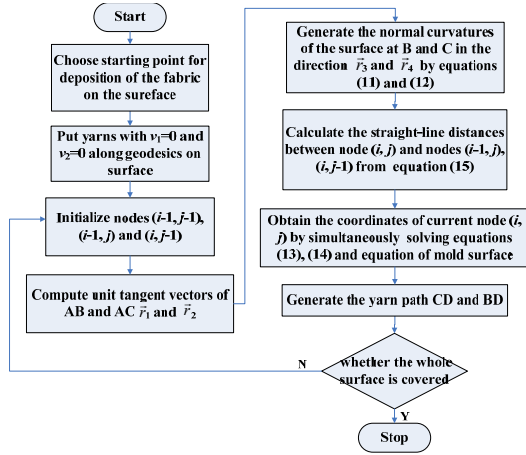 Start
Choose starting point for
deposition of the fabric
on the sureface
Put yarns with v₁=0 and
v₂=0 along geodesics on
surface
Initialize nodes (i-1, j-1),
(i-1, j) and (i, j-1)
Compute unit tangent vectors of
AB and AC r⃗₁ and r⃗₂
Generate the normal curvatures
of the surface at B and C in the
direction r⃗₃ and r⃗₄ by equations
(11) and (12)
Calculate the straight-line distances
between node (i, j) and nodes (i-1, j),
(i, j-1) from equation (15)
Obtain the coordinates of current node (i,
j) by simultaneously solving equations
(13), (14) and equation of mold surface
Generate the yarn path CD and BD
whether the whole
surface is covered
N
Y
Stop